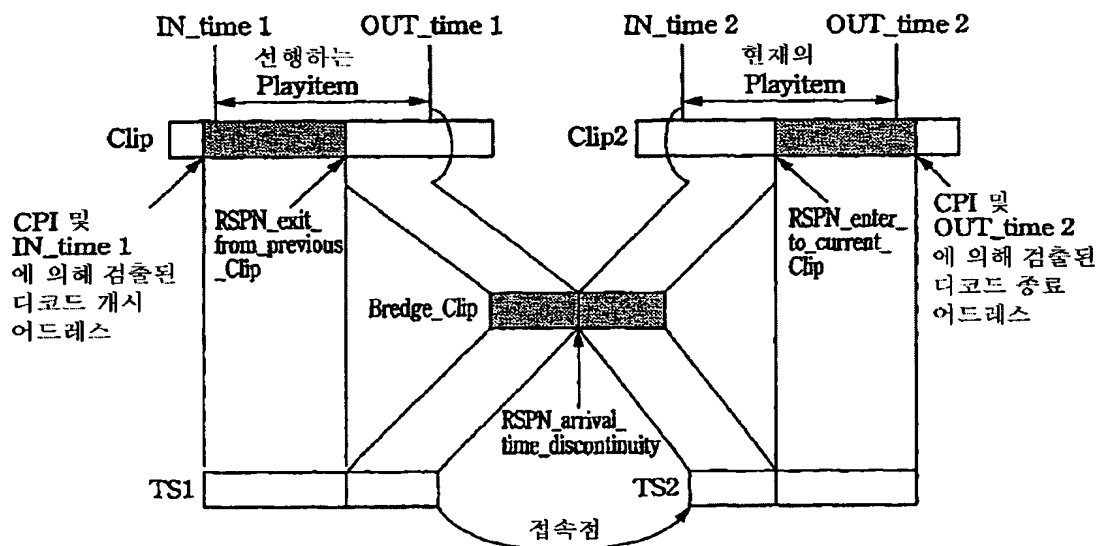 IN_time 1
OUT_time 1
IN_time 2
OUT_time 2
선행하는
Playitem
현재의
Playitem
Clip
Clip2
CPI 및
IN_time 1
에 의해 검출된
디코드 개시
어드레스
RSPN_exit_
from_previous
_Clip
RSPN_enter_
to_current_
Clip
CPI 및
OUT_time 2
에 의해 검출된
디코드 종료
어드레스
Bredge_Clip
RSPN_arrival_
time_discontinuity
TS1
TS2
접속점